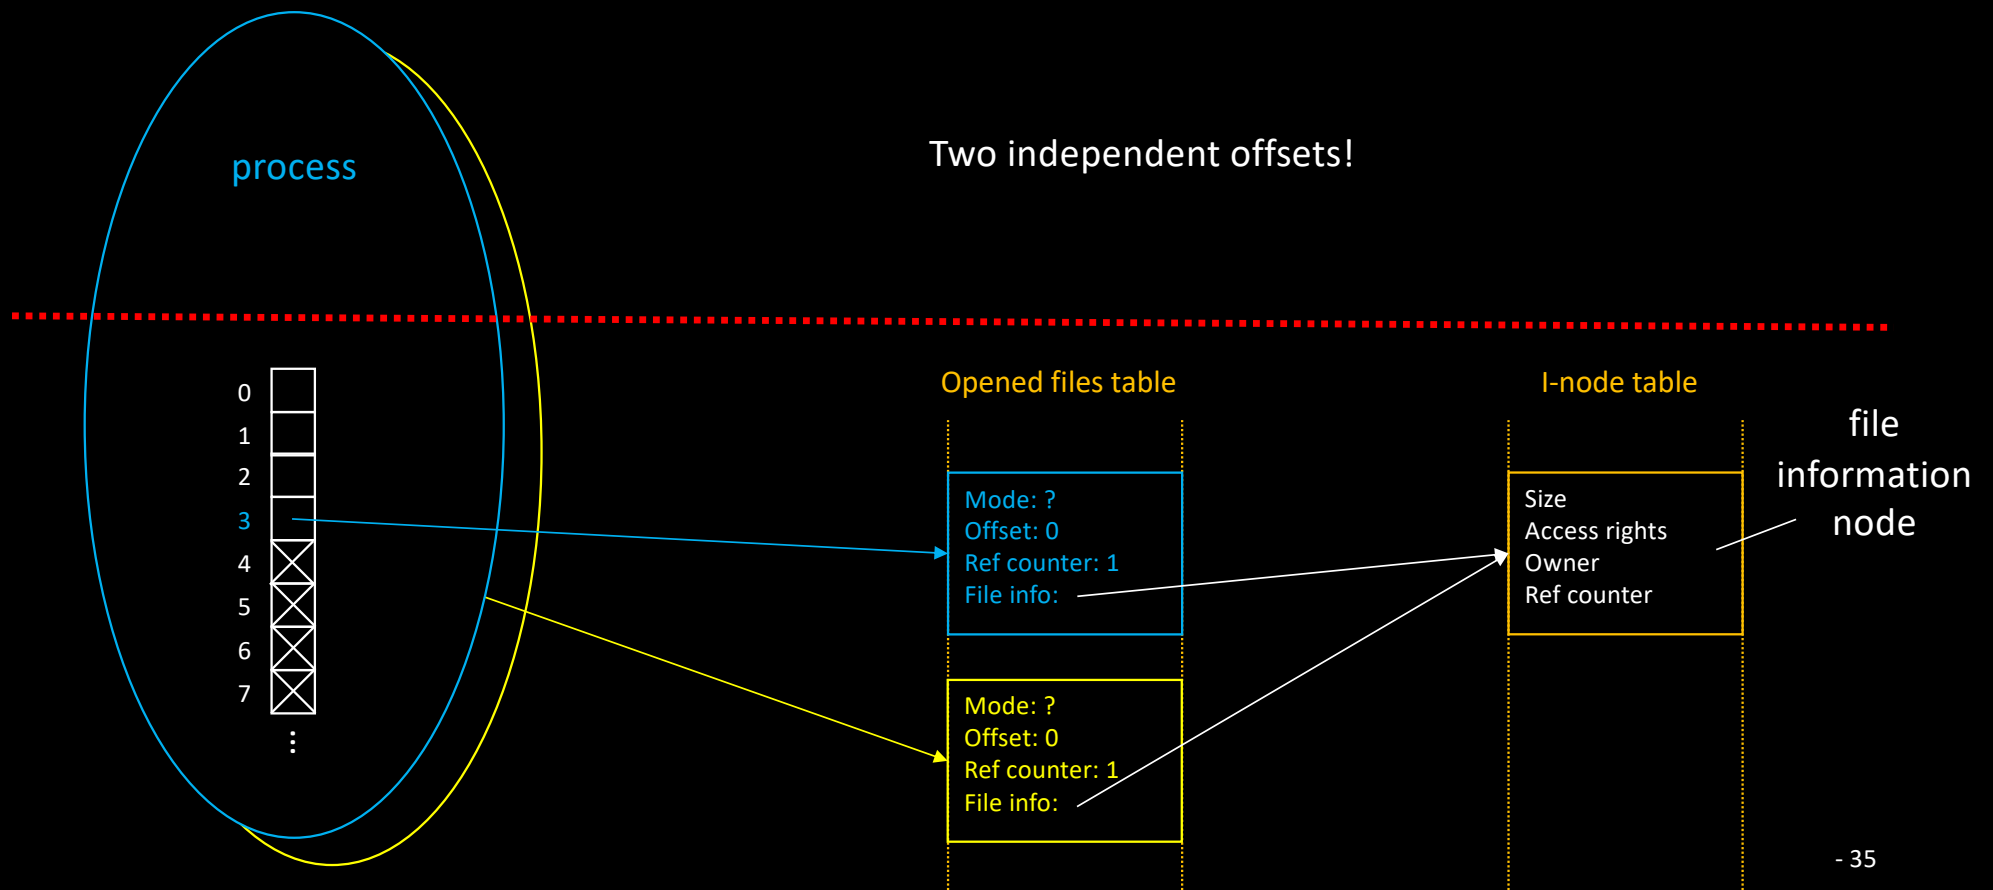 process
Two independent offsets!
0
1
2
3
4
5
6
7
⋮
Opened files table
Mode: ?
Offset: 0
Ref counter: 1
File info:
Mode: ?
Offset: 0
Ref counter: 1
File info:
I-node table
Size
Access rights
Owner
Ref counter
file
information
node
- 35